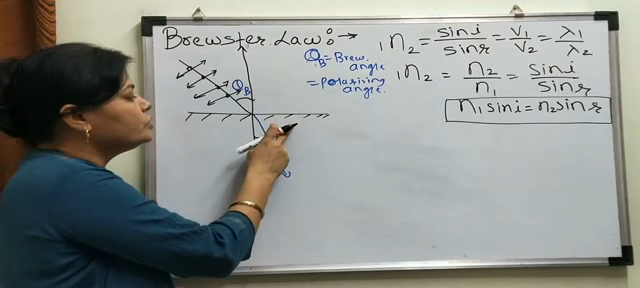 Brewster Law:→
θB = Brew. angle
= polarising angle.
θB
₁n₂ = sin i / sin r = V₁ / V₂ = λ₁ / λ₂
₁n₂ = n₂ / n₁ = sin i / sin r
n₁ sin i = n₂ sin r